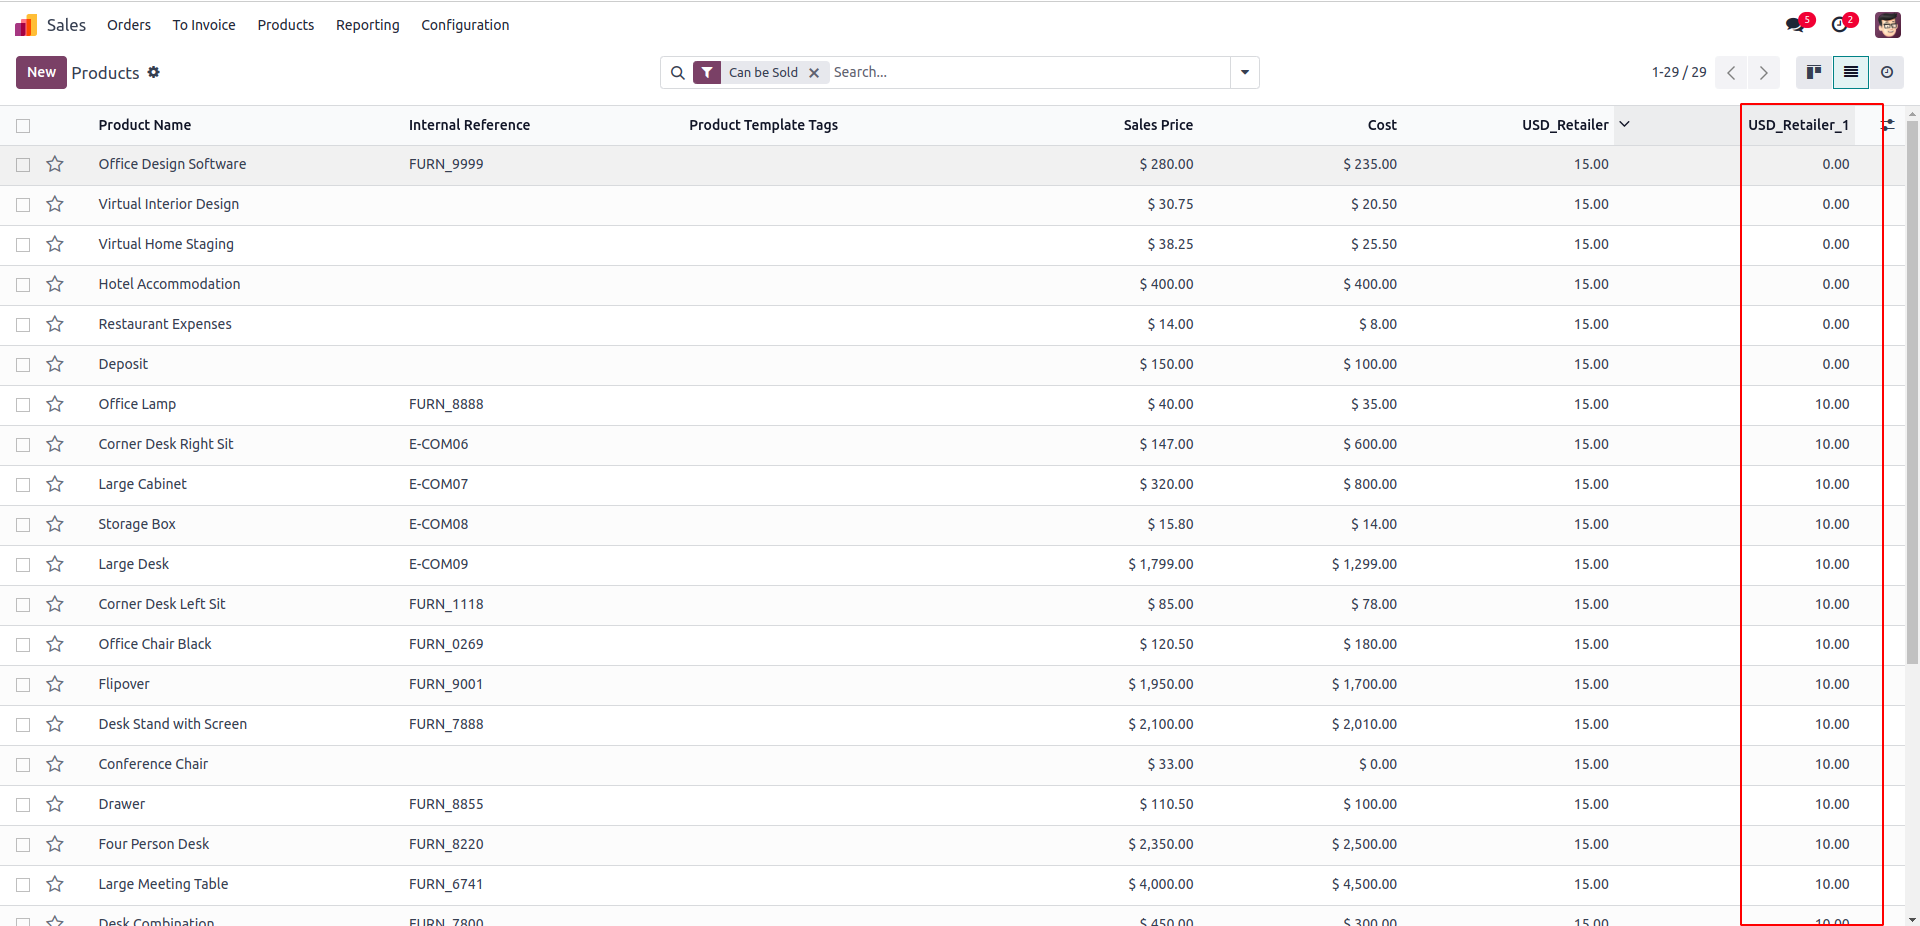 Sales Orders To Invoice Products Reporting Configuration 5 2
New Products Can be Sold Search... 1-29 / 29
Product Name Internal Reference Product Template Tags Sales Price Cost USD_Retailer USD_Retailer_1
Office Design Software FURN_9999 $ 280.00 $ 235.00 15.00 0.00
Virtual Interior Design $ 30.75 $ 20.50 15.00 0.00
Virtual Home Staging $ 38.25 $ 25.50 15.00 0.00
Hotel Accommodation $ 400.00 $ 400.00 15.00 0.00
Restaurant Expenses $ 14.00 $ 8.00 15.00 0.00
Deposit $ 150.00 $ 100.00 15.00 0.00
Office Lamp FURN_8888 $ 40.00 $ 35.00 15.00 10.00
Corner Desk Right Sit E-COM06 $ 147.00 $ 600.00 15.00 10.00
Large Cabinet E-COM07 $ 320.00 $ 800.00 15.00 10.00
Storage Box E-COM08 $ 15.80 $ 14.00 15.00 10.00
Large Desk E-COM09 $ 1,799.00 $ 1,299.00 15.00 10.00
Corner Desk Left Sit FURN_1118 $ 85.00 $ 78.00 15.00 10.00
Office Chair Black FURN_0269 $ 120.50 $ 180.00 15.00 10.00
Flipover FURN_9001 $ 1,950.00 $ 1,700.00 15.00 10.00
Desk Stand with Screen FURN_7888 $ 2,100.00 $ 2,010.00 15.00 10.00
Conference Chair $ 33.00 $ 0.00 15.00 10.00
Drawer FURN_8855 $ 110.50 $ 100.00 15.00 10.00
Four Person Desk FURN_8220 $ 2,350.00 $ 2,500.00 15.00 10.00
Large Meeting Table FURN_6741 $ 4,000.00 $ 4,500.00 15.00 10.00
Desk Combination FURN_7800 $ 450.00 $ 300.00 15.00 10.00